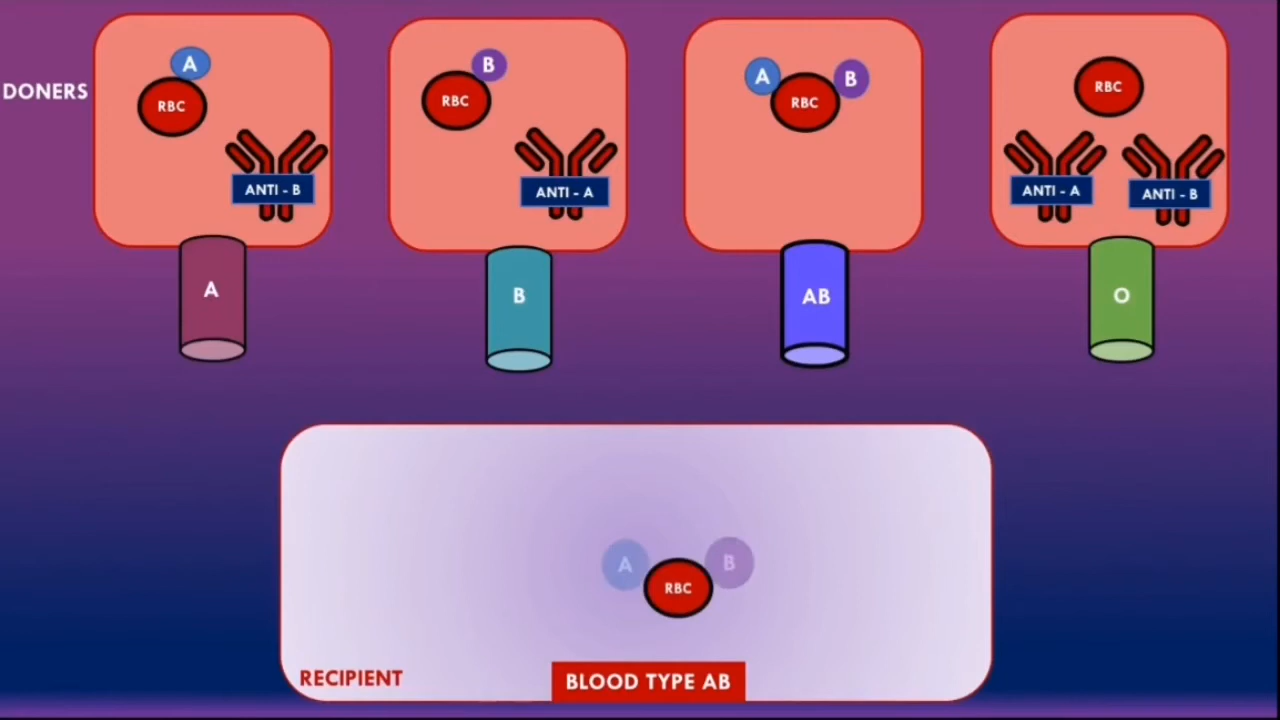 DONERS
A
RBC
ANTI - B
B
RBC
ANTI - A
A
B
RBC
RBC
ANTI - A
ANTI - B
A
B
AB
O
A
B
RBC
RECIPIENT
BLOOD TYPE AB